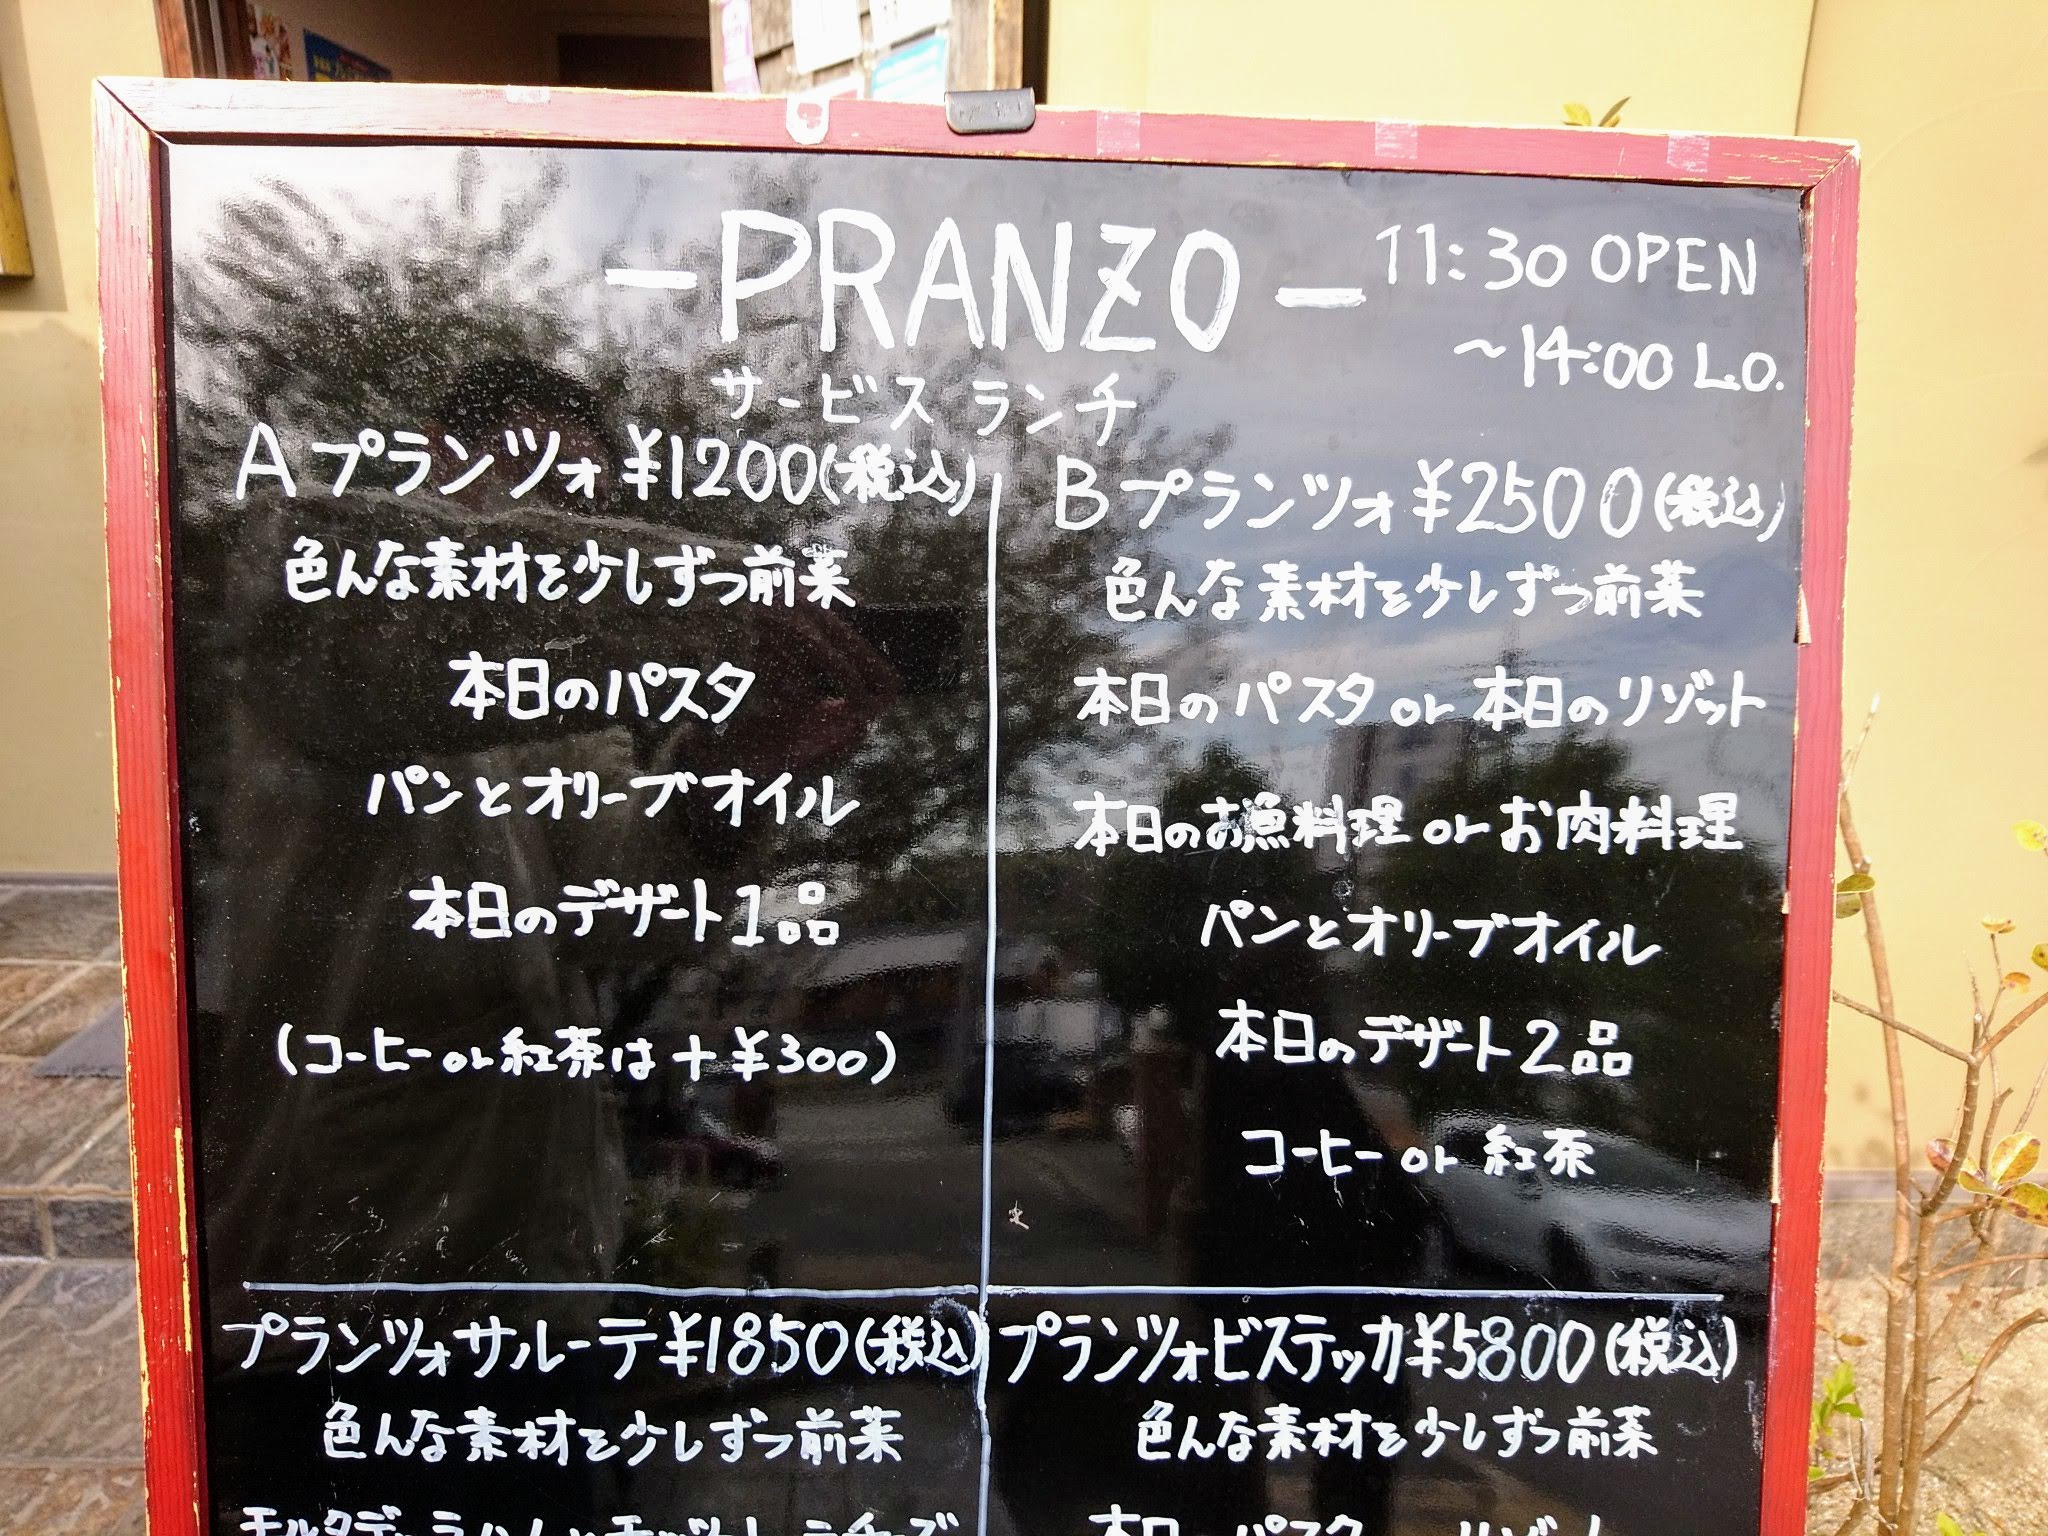 -PRANZO-
11:30 OPEN
~14:00 L.O.
サービスランチ
Aプランツォ ¥1200(税込)
色んな素材を少しずつ前菜
本日のパスタ
パンとオリーブオイル
本日のデザート1品
(コーヒー or 紅茶は+¥300)
Bプランツォ ¥2500(税込)
色んな素材を少しずつ前菜
本日のパスタ or 本日のリゾット
本日のお魚料理 or お肉料理
パンとオリーブオイル
本日のデザート2品
コーヒー or 紅茶
プランツォサルーテ ¥1850(税込)
色んな素材を少しずつ前菜
プランツォビステッカ ¥5800(税込)
色んな素材を少しずつ前菜